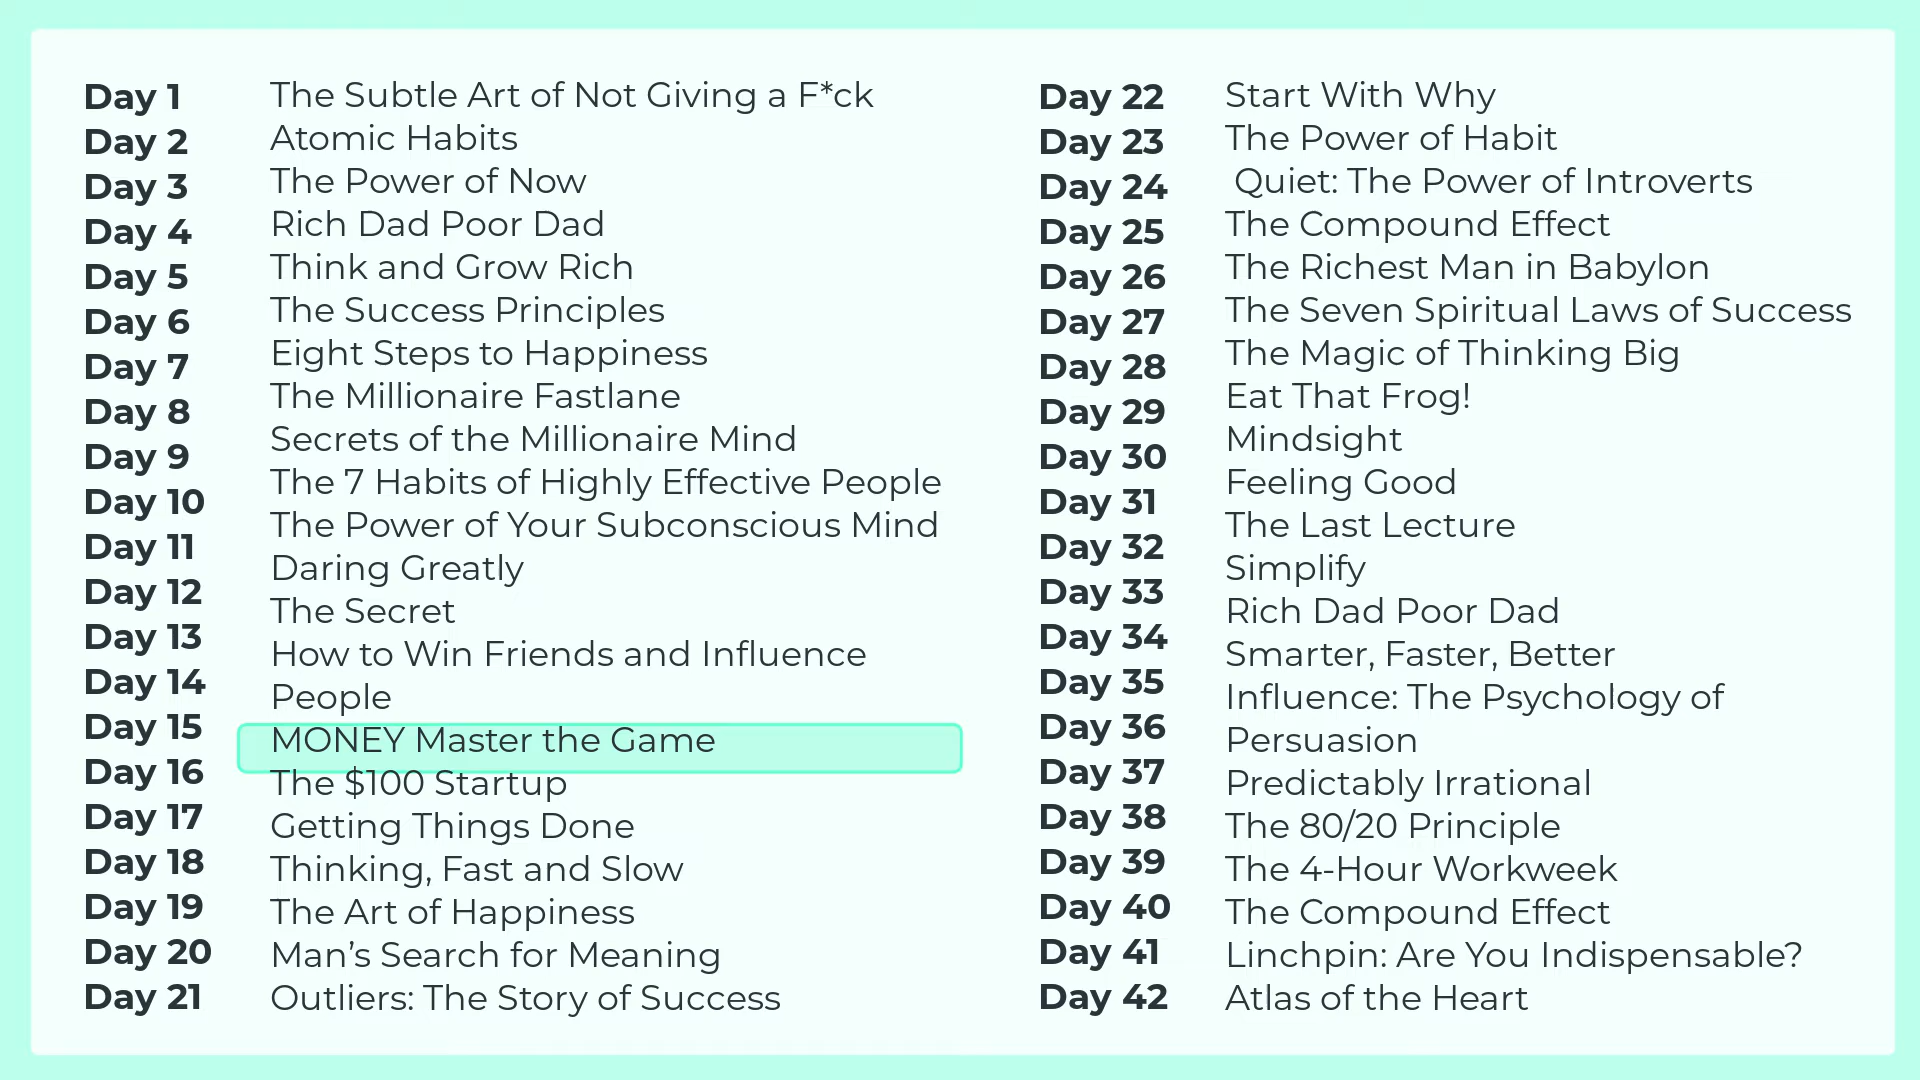 Day 1
Day 2
Day 3
Day 4
Day 5
Day 6
Day 7
Day 8
Day 9
Day 10
Day 11
Day 12
Day 13
Day 14
Day 15
Day 16
Day 17
Day 18
Day 19
Day 20
Day 21
The Subtle Art of Not Giving a F*ck
Atomic Habits
The Power of Now
Rich Dad Poor Dad
Think and Grow Rich
The Success Principles
Eight Steps to Happiness
The Millionaire Fastlane
Secrets of the Millionaire Mind
The 7 Habits of Highly Effective People
The Power of Your Subconscious Mind
Daring Greatly
The Secret
How to Win Friends and Influence
People
MONEY Master the Game
The $100 Startup
Getting Things Done
Thinking, Fast and Slow
The Art of Happiness
Man’s Search for Meaning
Outliers: The Story of Success
Day 22
Day 23
Day 24
Day 25
Day 26
Day 27
Day 28
Day 29
Day 30
Day 31
Day 32
Day 33
Day 34
Day 35
Day 36
Day 37
Day 38
Day 39
Day 40
Day 41
Day 42
Start With Why
The Power of Habit
Quiet: The Power of Introverts
The Compound Effect
The Richest Man in Babylon
The Seven Spiritual Laws of Success
The Magic of Thinking Big
Eat That Frog!
Mindsight
Feeling Good
The Last Lecture
Simplify
Rich Dad Poor Dad
Smarter, Faster, Better
Influence: The Psychology of
Persuasion
Predictably Irrational
The 80/20 Principle
The 4-Hour Workweek
The Compound Effect
Linchpin: Are You Indispensable?
Atlas of the Heart